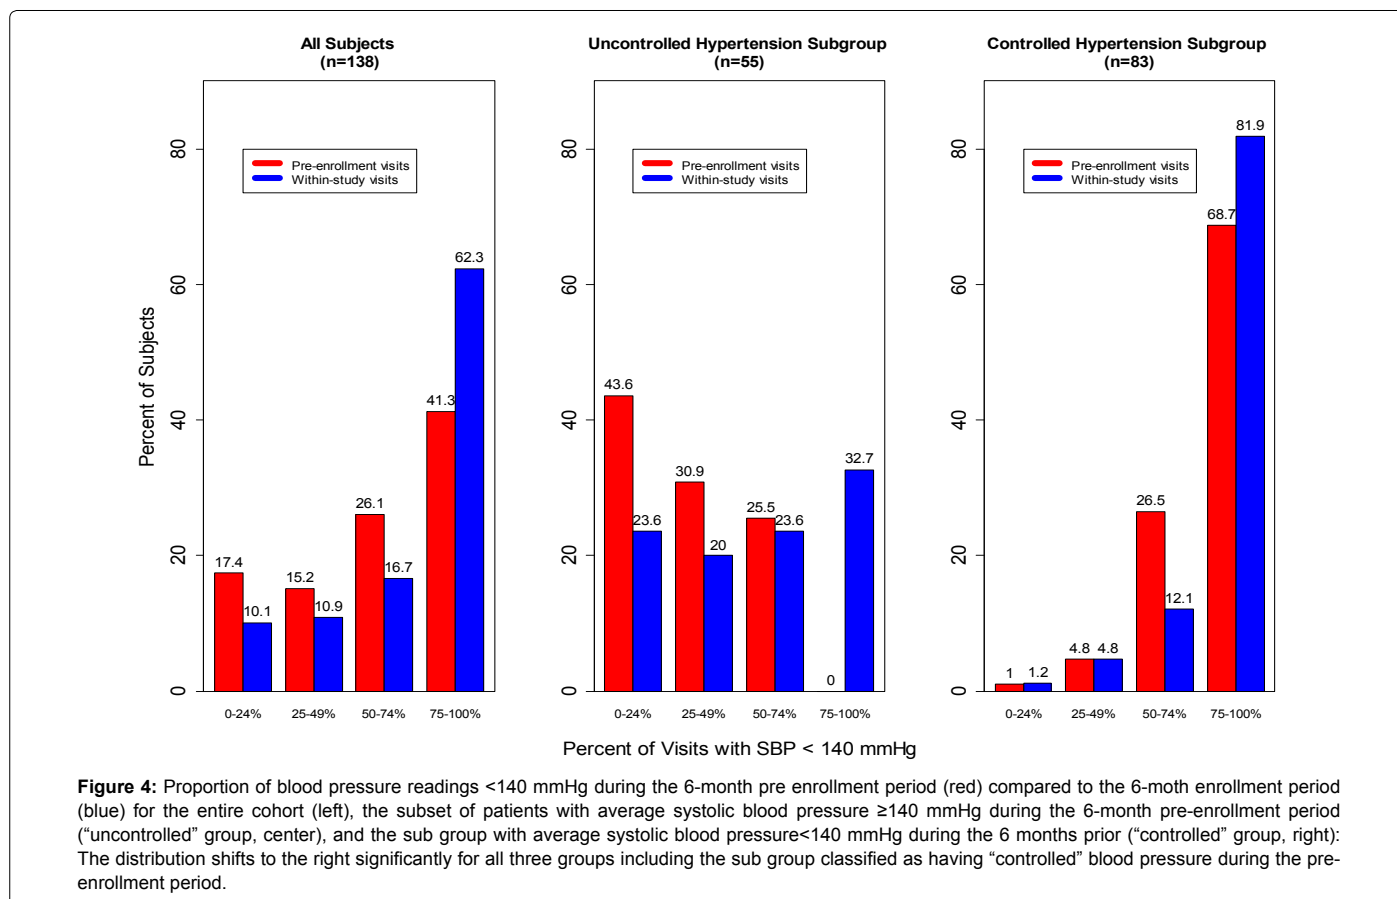 All Subjects
(n=138)
Uncontrolled Hypertension Subgroup
(n=55)
Controlled Hypertension Subgroup
(n=83)
Percent of Subjects
0
20
40
60
80
Pre-enrollment visits
Within-study visits
17.4
10.1
15.2
10.9
26.1
16.7
41.3
62.3
0-24%
25-49%
50-74%
75-100%
0
20
40
60
80
Pre-enrollment visits
Within-study visits
43.6
23.6
30.9
20
25.5
23.6
0
32.7
0-24%
25-49%
50-74%
75-100%
0
20
40
60
80
Pre-enrollment visits
Within-study visits
1
1.2
4.8
4.8
26.5
12.1
68.7
81.9
0-24%
25-49%
50-74%
75-100%
Percent of Visits with SBP < 140 mmHg
Figure 4: Proportion of blood pressure readings <140 mmHg during the 6-month pre enrollment period (red) compared to the 6-moth enrollment period
(blue) for the entire cohort (left), the subset of patients with average systolic blood pressure ≥140 mmHg during the 6-month pre-enrollment period
(“uncontrolled” group, center), and the sub group with average systolic blood pressure<140 mmHg during the 6 months prior (“controlled” group, right):
The distribution shifts to the right significantly for all three groups including the sub group classified as having “controlled” blood pressure during the pre-
enrollment period.